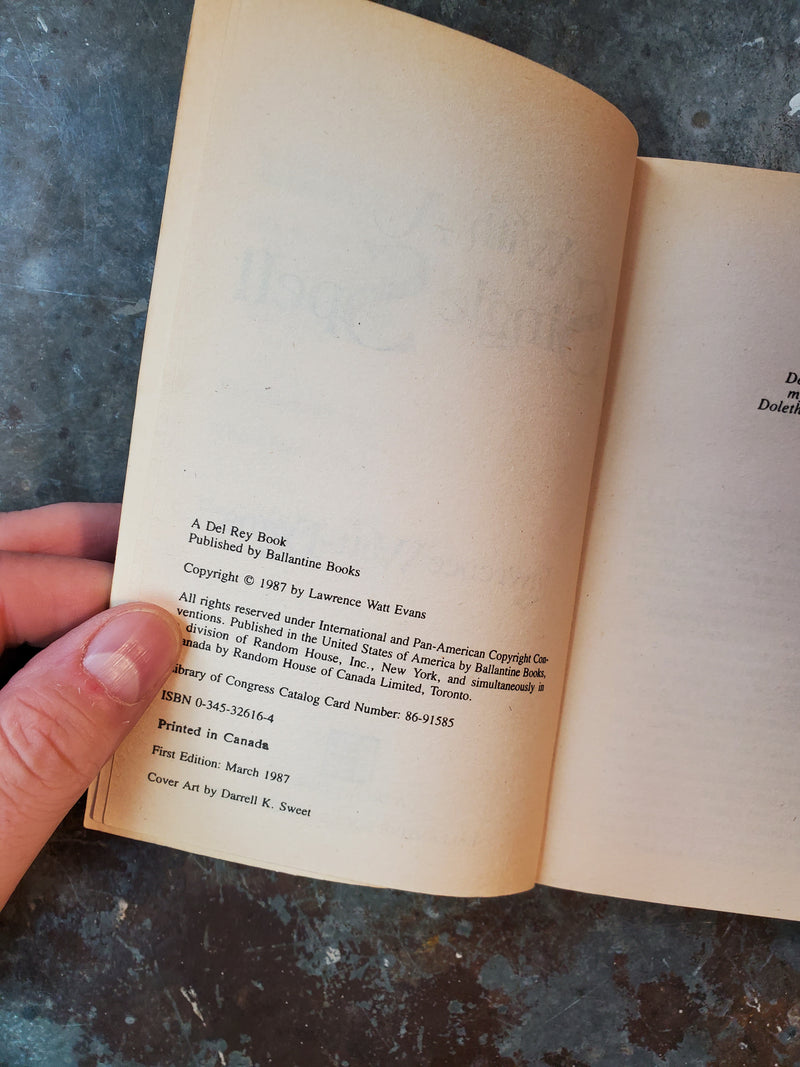 A Del Rey Book
Published by Ballantine Books
Copyright © 1987 by Lawrence Watt Evans
All rights reserved under International and Pan-American Copyright Con-
ventions. Published in the United States of America by Ballantine Books,
division of Random House, Inc., New York, and simultaneously in
anada by Random House of Canada Limited, Toronto.
ibrary of Congress Catalog Card Number: 86-91585
ISBN 0-345-32616-4
Printed in Canada
First Edition: March 1987
Cover Art by Darrell K. Sweet